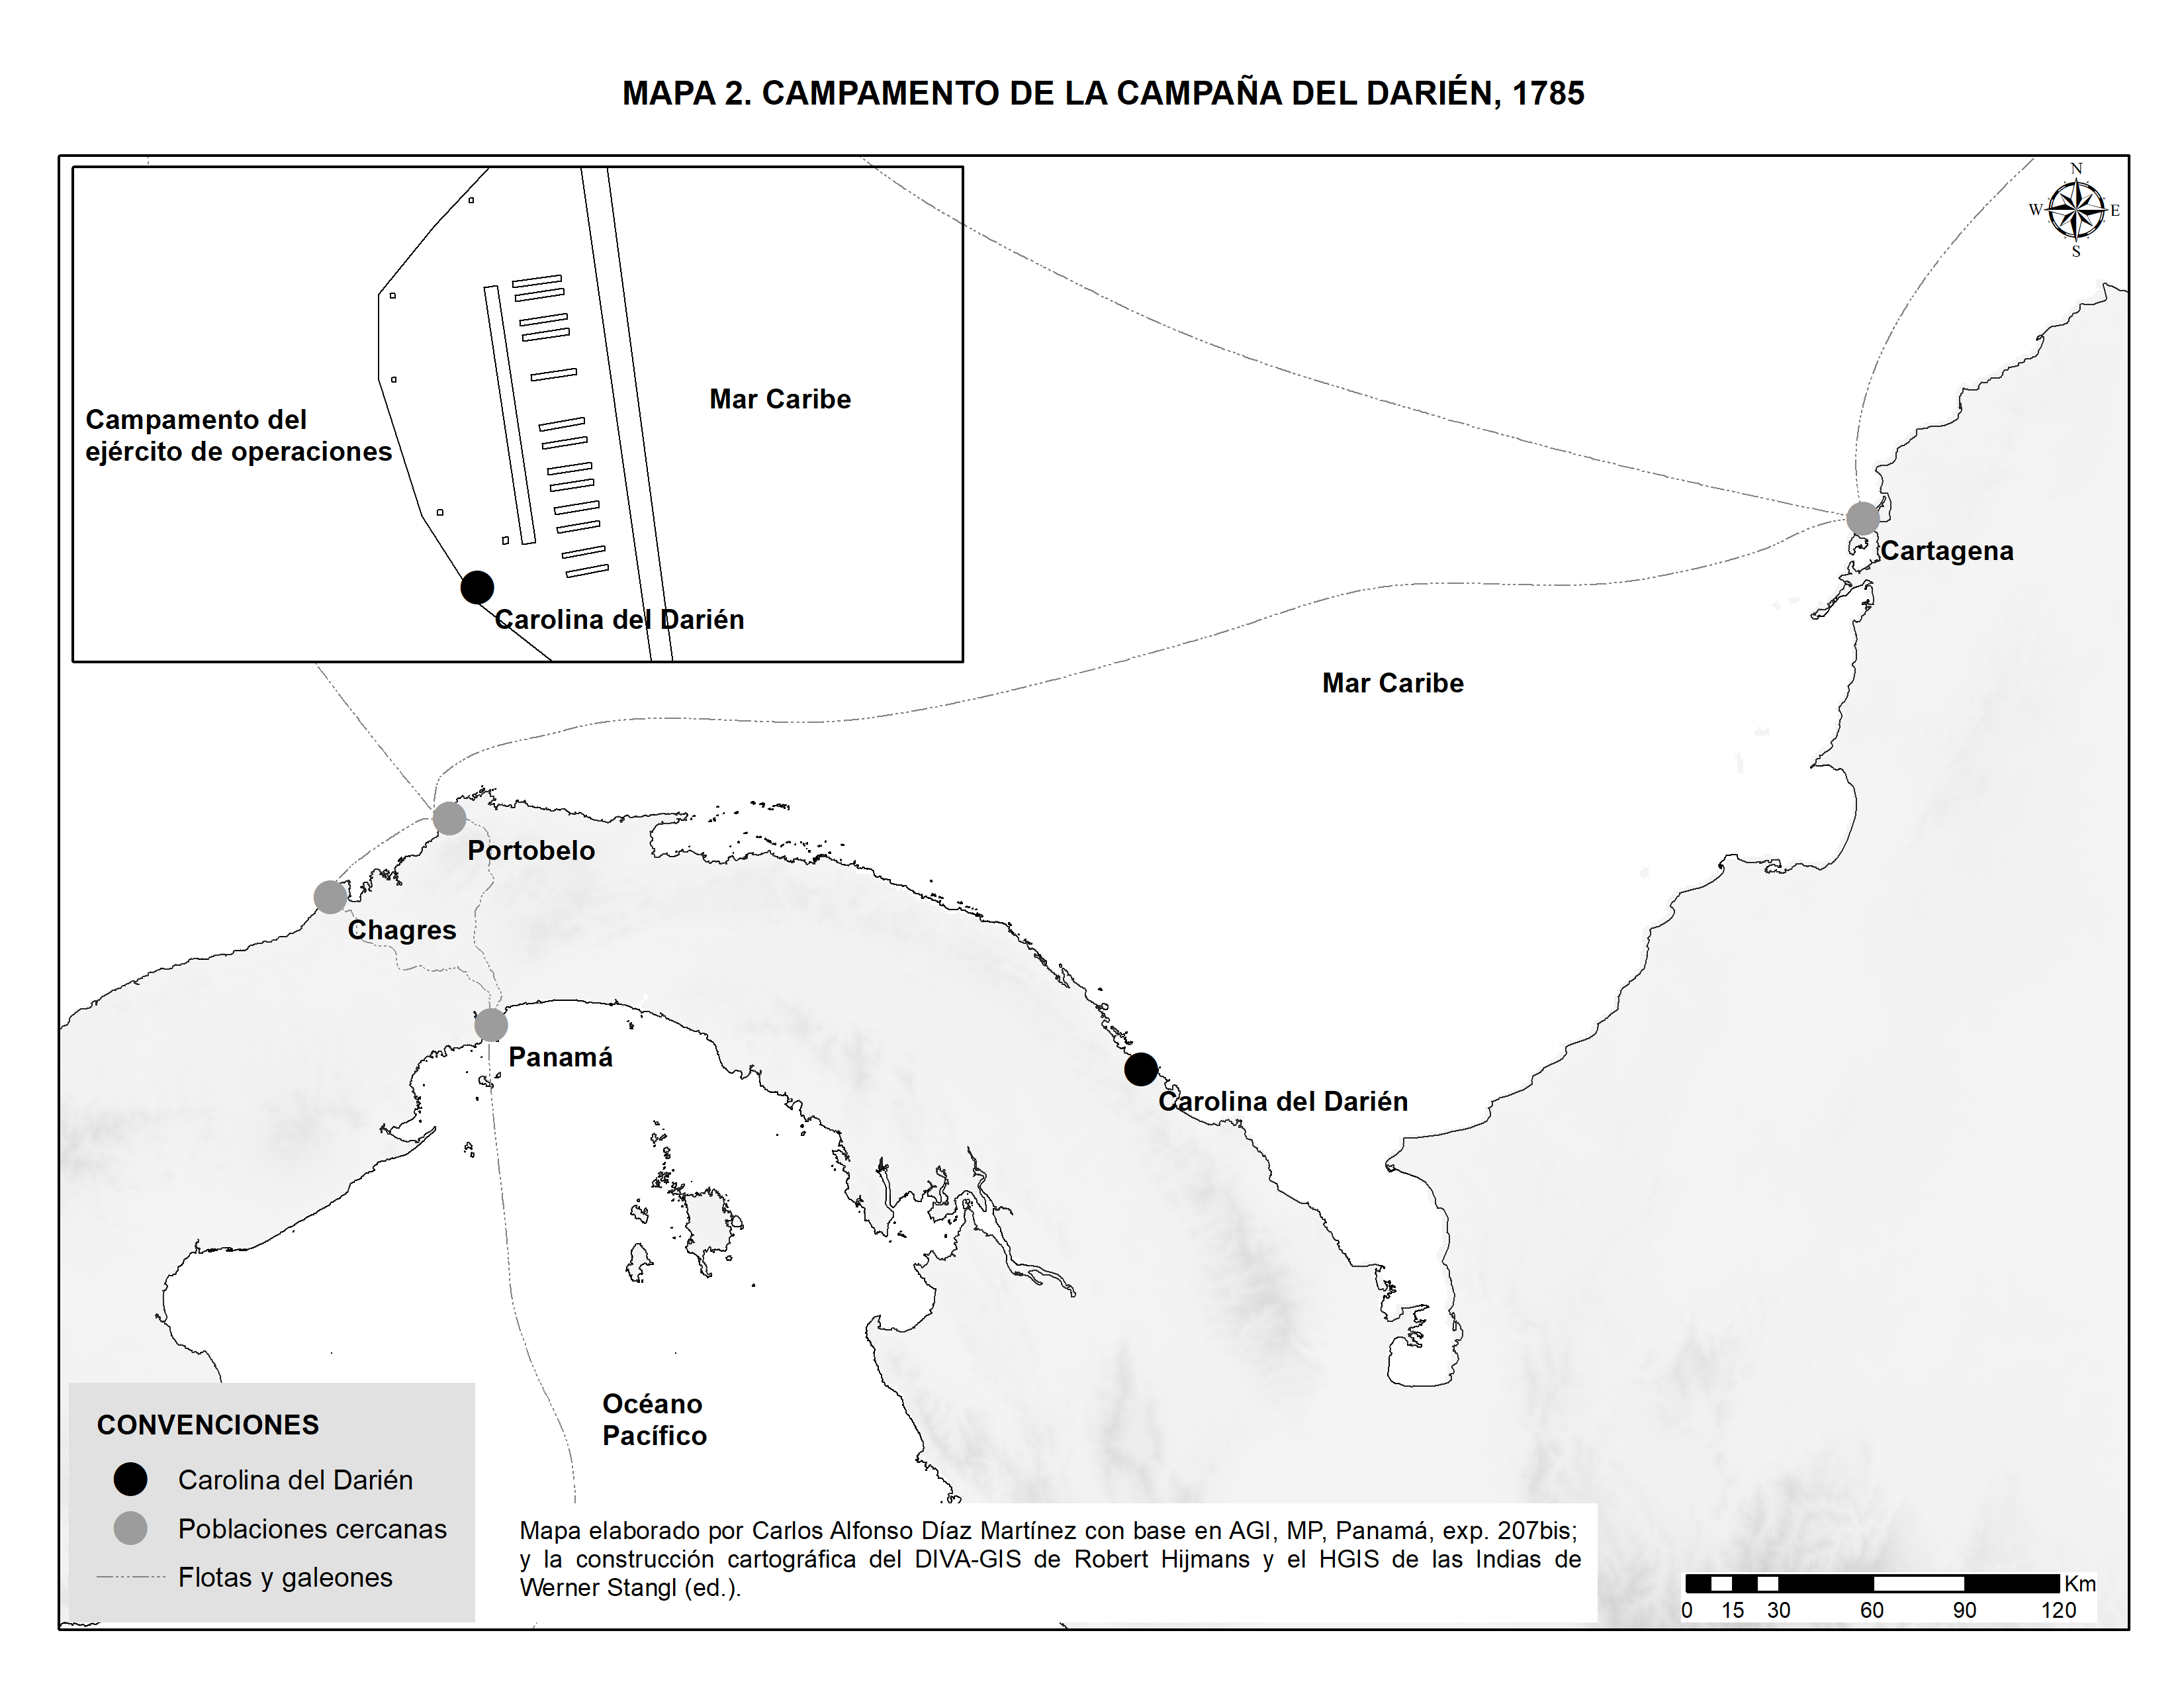 MAPA 2. CAMPAMENTO DE LA CAMPAÑA DEL DARIÉN, 1785
N
W
E
S
Mar Caribe
Campamento del
ejército de operaciones
Carolina del Darién
Cartagena
Mar Caribe
Portobelo
Chagres
Panamá
Carolina del Darién
Océano
Pacífico
CONVENCIONES
Carolina del Darién
Poblaciones cercanas
Flotas y galeones
Mapa elaborado por Carlos Alfonso Díaz Martínez con base en AGI, MP, Panamá, exp. 207bis;
y la construcción cartográfica del DIVA-GIS de Robert Hijmans y el HGIS de las Indias de
Werner Stangl (ed.).
Km
0 15 30 60 90 120